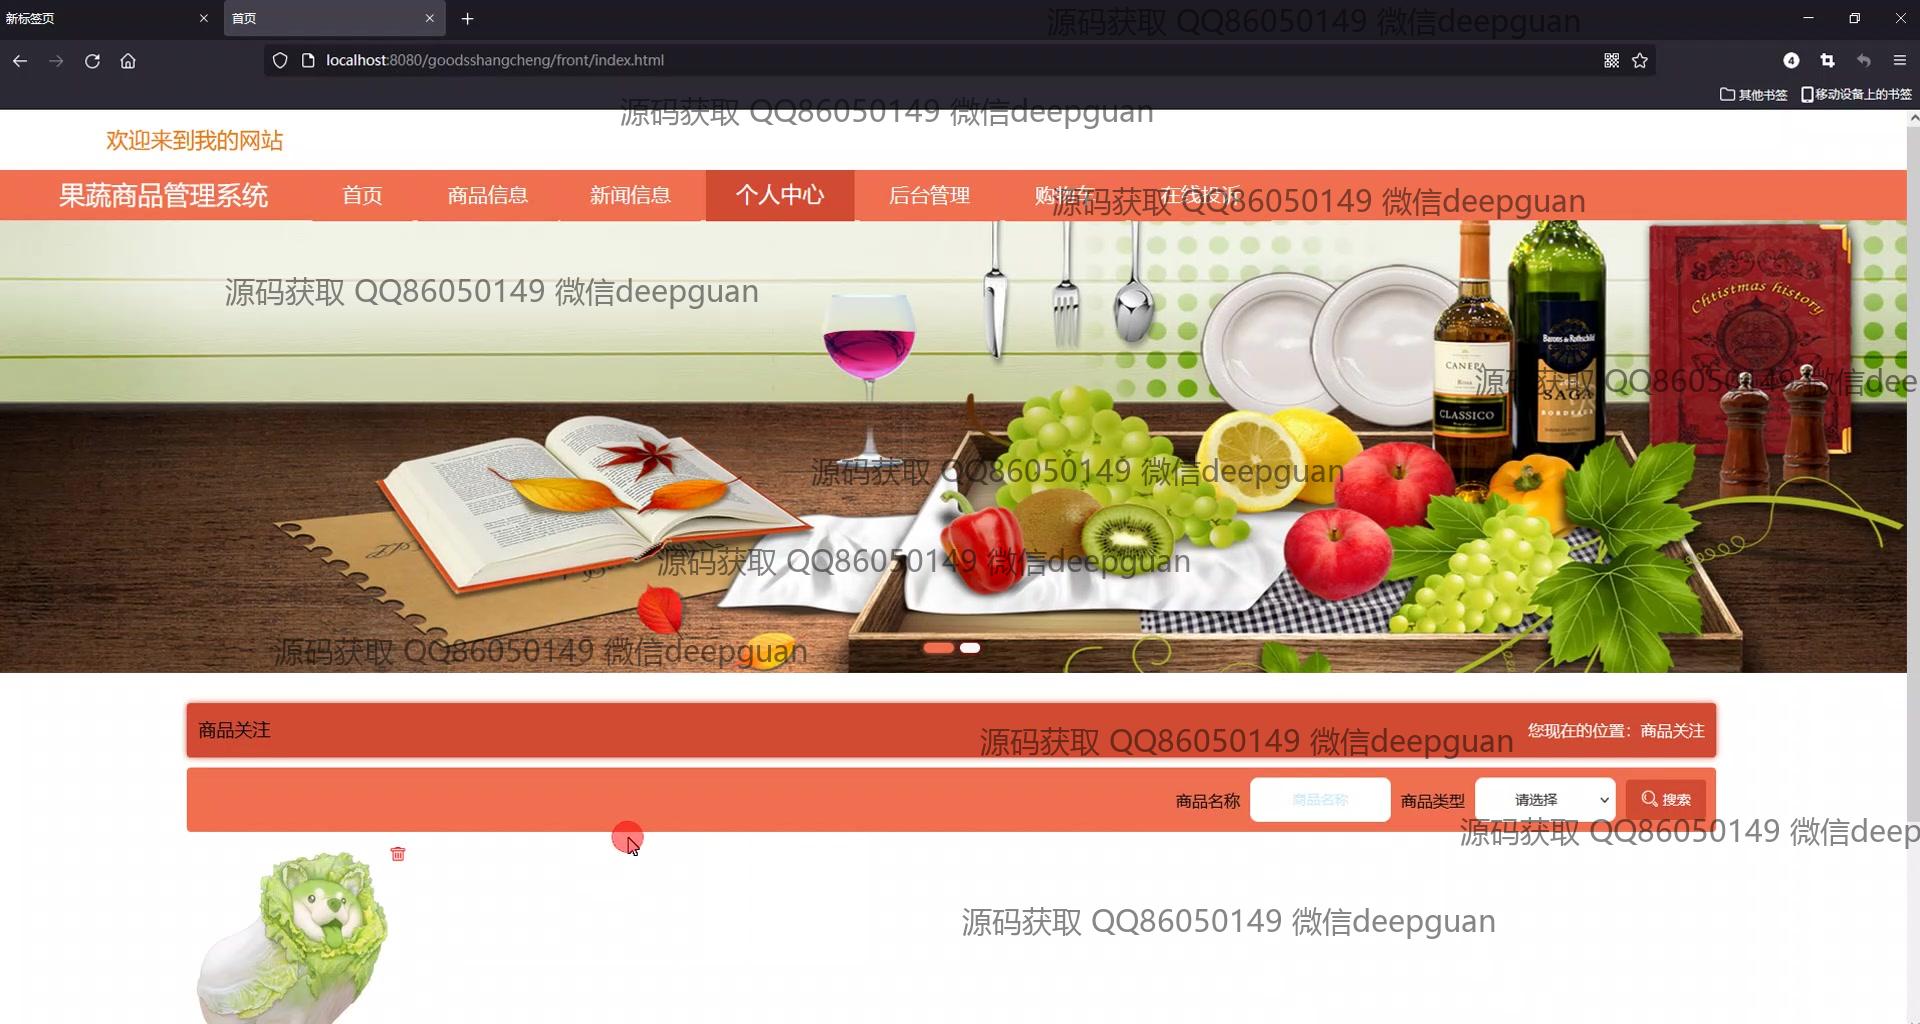 新标签页
首页
源码获取 QQ86050149 微信deepguan
localhost:8080/goodsshangcheng/front/index.html
4
其他书签
移动设备上的书签
源码获取 QQ86050149 微信deepguan
欢迎来到我的网站
果蔬商品管理系统
首页
商品信息
新闻信息
个人中心
后台管理
购物车
在线投诉
源码获取 QQ86050149 微信deepguan
源码获取 QQ86050149 微信deepguan
Chtistmas history
Barons de Rothschild
CANEPA
Rosa
CLASSICO
SAGA
BORDEAUX
源码获取 QQ86050149 微信deep
源码获取 QQ86050149 微信deepguan
源码获取 QQ86050149 微信deepguan
源码获取 QQ86050149 微信deepguan
商品关注
您现在的位置：商品关注
源码获取 QQ86050149 微信deepguan
商品名称
商品名称
商品类型
请选择
搜索
源码获取 QQ86050149 微信deep
源码获取 QQ86050149 微信deepguan